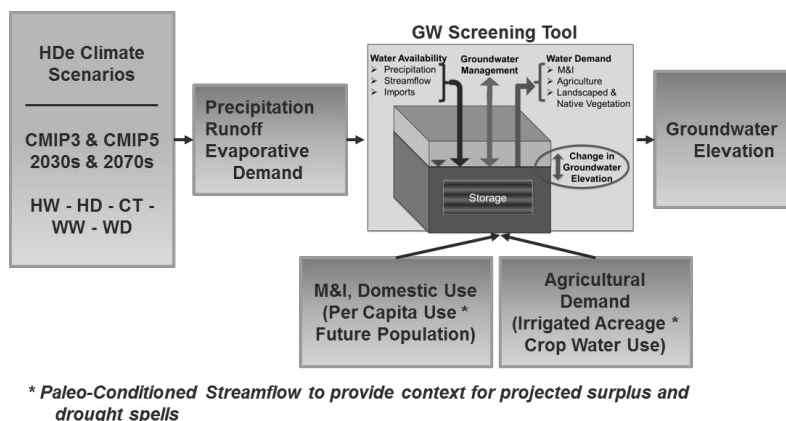 GW Screening Tool
HDe Climate
Scenarios
CMIP3 & CMIP5
2030s & 2070s
HW - HD - CT -
WW - WD
Precipitation
Runoff
Evaporative
Demand
Water Availability
➢ Precipitation
➢ Streamflow
➢ Imports
Groundwater
Management
Water Demand
➢ M&I
➢ Agriculture
➢ Landscaped &
Native Vegetation
Change in
Groundwater
Elevation
Storage
Groundwater
Elevation
M&I, Domestic Use
(Per Capita Use *
Future Population)
Agricultural
Demand
(Irrigated Acreage *
Crop Water Use)
* Paleo-Conditioned Streamflow to provide context for projected surplus and
drought spells